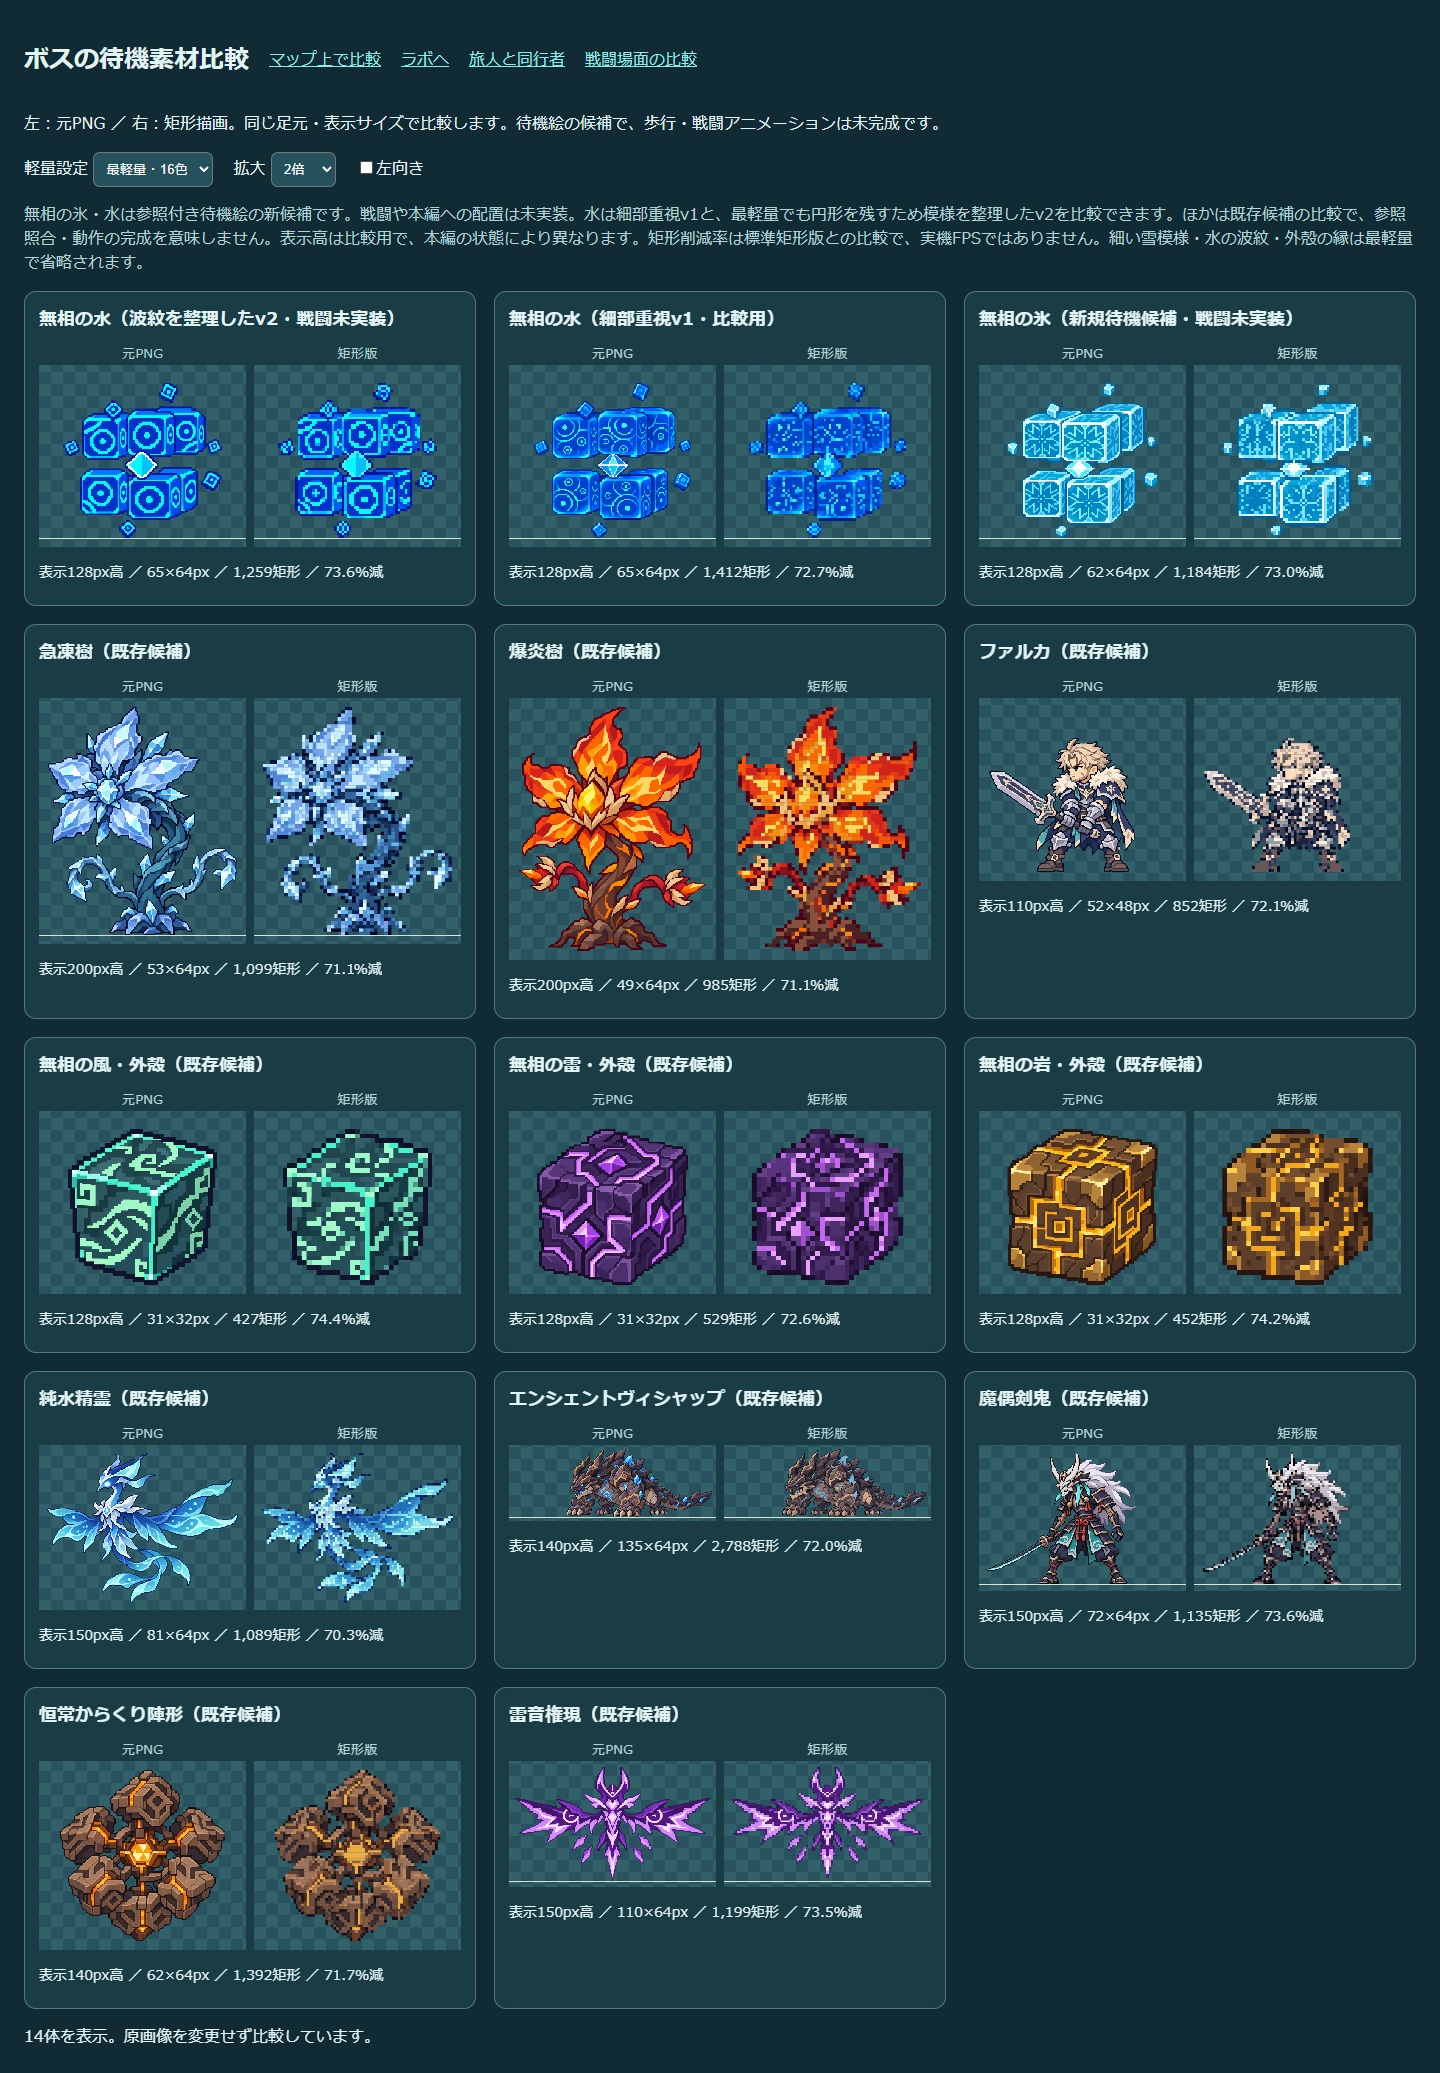 ボスの待機素材比較 マップ上で比較 ラボへ 旅人と同行者 戦闘場面の比較
左：元PNG ／ 右：矩形描画。同じ足元・表示サイズで比較します。待機絵の候補で、歩行・戦闘アニメーションは未完成です。
軽量設定 最軽量・16色 拡大 2倍 左向き
無相の氷・水は参照付き待機絵の新候補です。戦闘や本編への配置は未実装。水は細部重視v1と、最軽量でも円形を残すため模様を整理したv2を比較できます。ほかは既存候補の比較で、参照
照合・動作の完成を意味しません。表示高は比較用で、本編の状態により異なります。矩形削減率は標準矩形版との比較で、実機FPSではありません。細い雪模様・水の波紋・外殻の縁は最軽量
で省略されます。
無相の水（波紋を整理したv2・戦闘未実装）
元PNG 矩形版
表示128px高 ／ 65×64px ／ 1,259矩形 ／ 73.6%減
無相の水（細部重視v1・比較用）
元PNG 矩形版
表示128px高 ／ 65×64px ／ 1,412矩形 ／ 72.7%減
無相の氷（新規待機候補・戦闘未実装）
元PNG 矩形版
表示128px高 ／ 62×64px ／ 1,184矩形 ／ 73.0%減
急凍樹（既存候補）
元PNG 矩形版
表示200px高 ／ 53×64px ／ 1,099矩形 ／ 71.1%減
爆炎樹（既存候補）
元PNG 矩形版
表示200px高 ／ 49×64px ／ 985矩形 ／ 71.1%減
ファルカ（既存候補）
元PNG 矩形版
表示110px高 ／ 52×48px ／ 852矩形 ／ 72.1%減
無相の風・外殻（既存候補）
元PNG 矩形版
表示128px高 ／ 31×32px ／ 427矩形 ／ 74.4%減
無相の雷・外殻（既存候補）
元PNG 矩形版
表示128px高 ／ 31×32px ／ 529矩形 ／ 72.6%減
無相の岩・外殻（既存候補）
元PNG 矩形版
表示128px高 ／ 31×32px ／ 452矩形 ／ 74.2%減
純水精霊（既存候補）
元PNG 矩形版
表示150px高 ／ 81×64px ／ 1,089矩形 ／ 70.3%減
エンシェントヴィシャップ（既存候補）
元PNG 矩形版
表示140px高 ／ 135×64px ／ 2,788矩形 ／ 72.0%減
魔偶剣鬼（既存候補）
元PNG 矩形版
表示150px高 ／ 72×64px ／ 1,135矩形 ／ 73.6%減
恒常からくり陣形（既存候補）
元PNG 矩形版
表示140px高 ／ 62×64px ／ 1,392矩形 ／ 71.7%減
雷音権現（既存候補）
元PNG 矩形版
表示150px高 ／ 110×64px ／ 1,199矩形 ／ 73.5%減
14体を表示。原画像を変更せず比較しています。